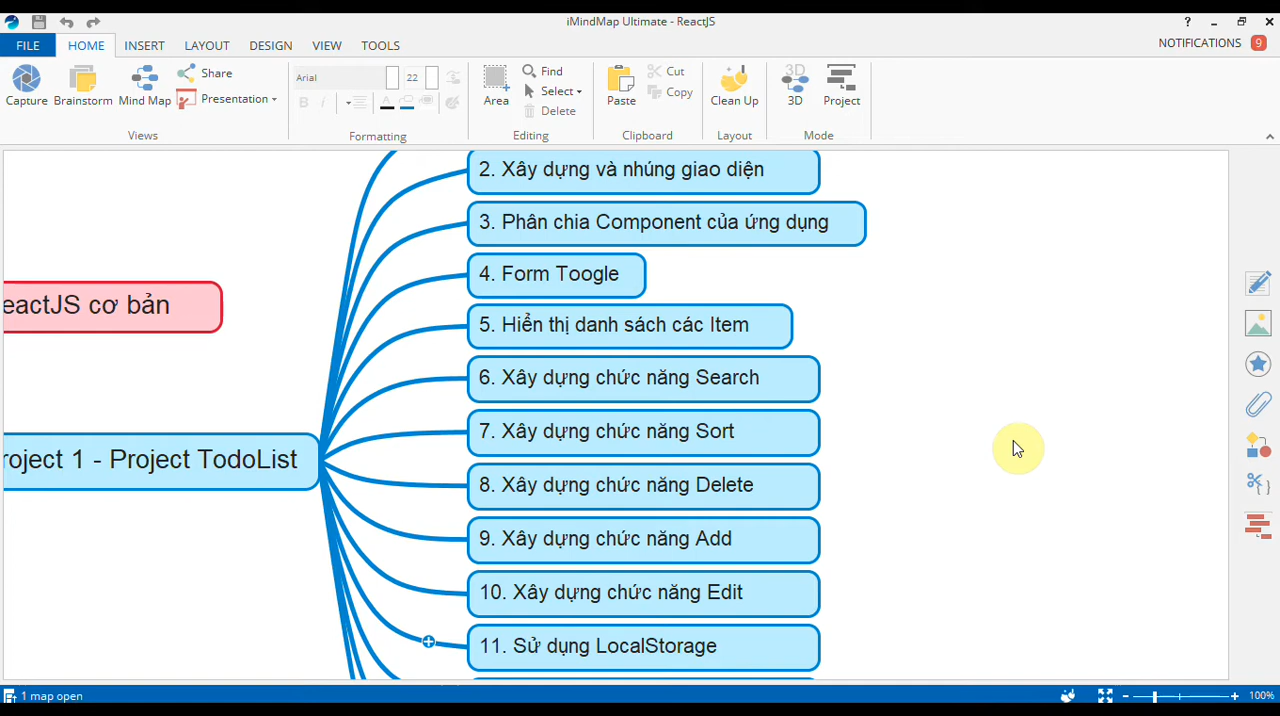 iMindMap Ultimate - ReactJS
?
FILE HOME INSERT LAYOUT DESIGN VIEW TOOLS
NOTIFICATIONS 9
Capture
Brainstorm
Mind Map
Share
Presentation
Views
Arial 22
B i A
Formatting
Area
Find
Select
Delete
Editing
Paste
Cut
Copy
Clipboard
Clean Up
Layout
3D
3D
Project
Mode
2. Xây dựng và nhúng giao diện
3. Phân chia Component của ứng dụng
4. Form Toogle
5. Hiển thị danh sách các Item
6. Xây dựng chức năng Search
7. Xây dựng chức năng Sort
8. Xây dựng chức năng Delete
9. Xây dựng chức năng Add
10. Xây dựng chức năng Edit
11. Sử dụng LocalStorage
eactJS cơ bản
roject 1 - Project TodoList
1 map open
100%